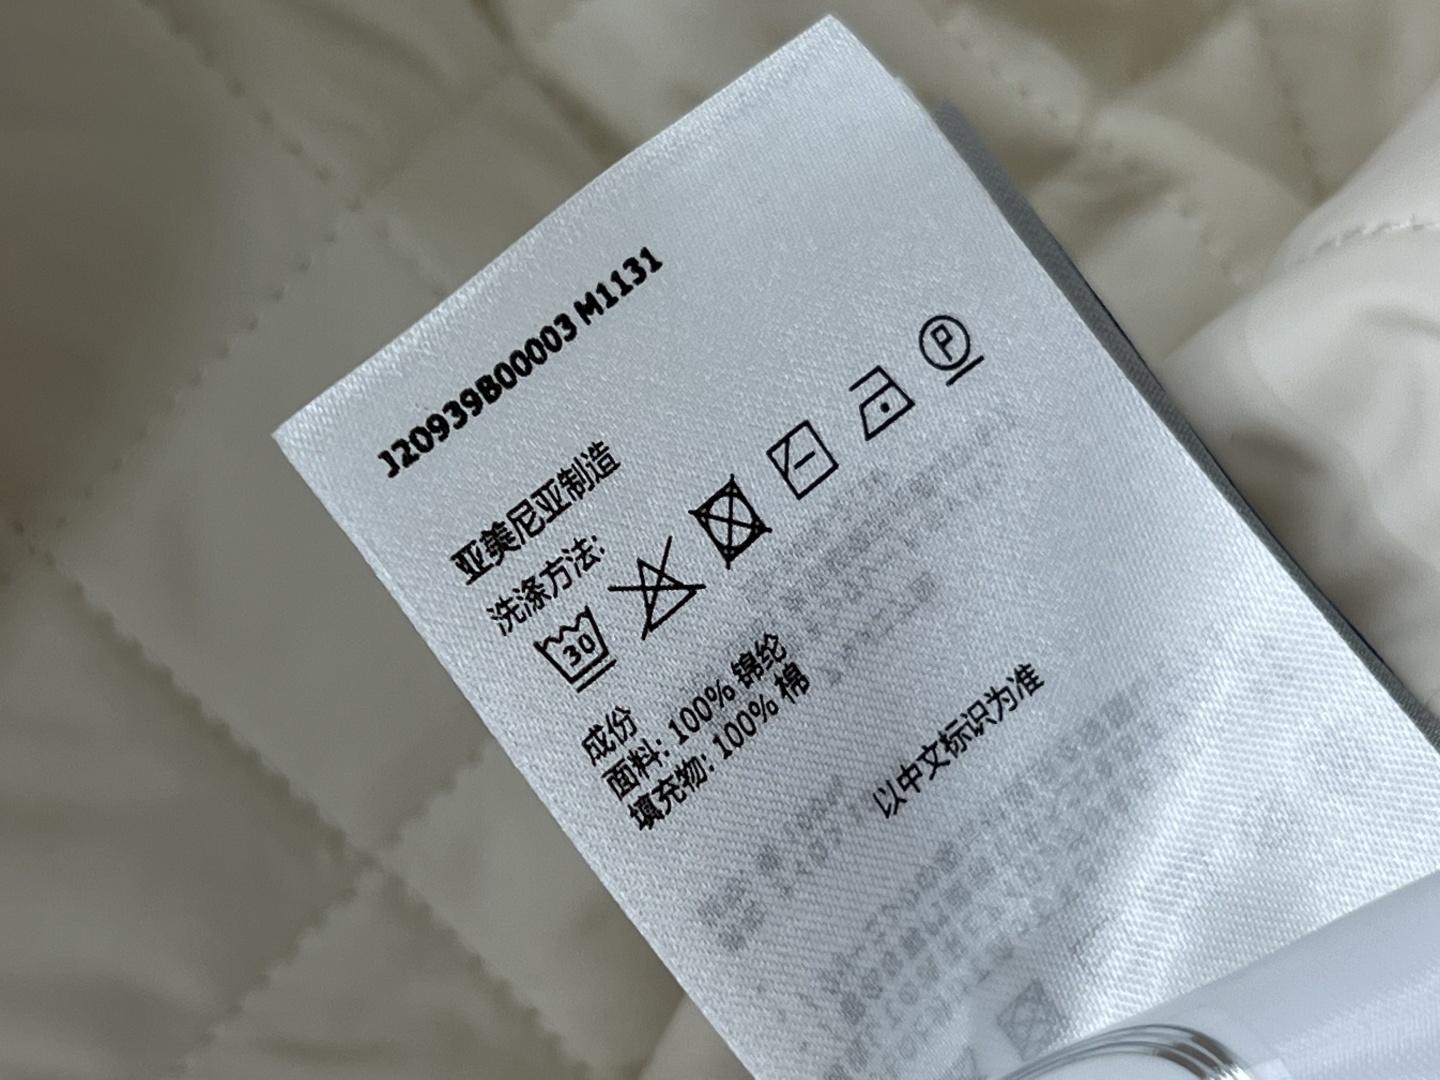 J20939B00003 M1131
亚美尼亚制造
洗涤方法:
30
P
成份
面料: 100% 锦纶
填充物: 100% 棉
以中文标识为准